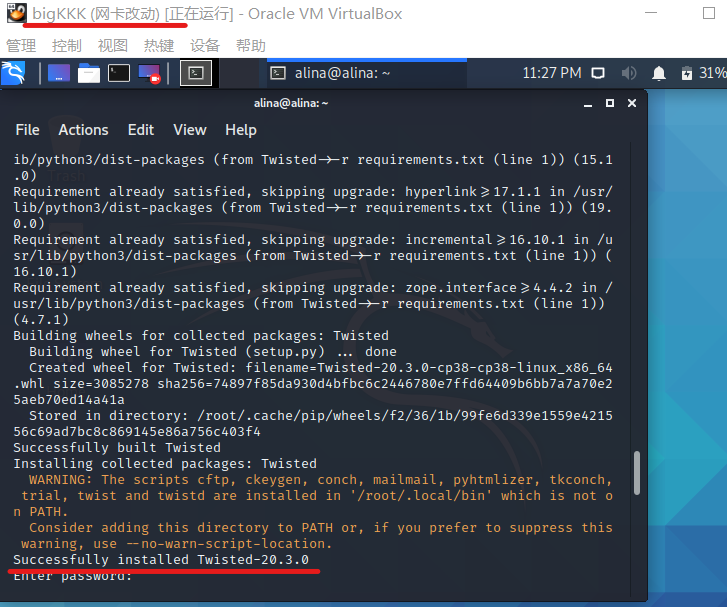 bigKKK (网卡改动) [正在运行] - Oracle VM VirtualBox
管理 控制 视图 热键 设备 帮助
alina@alina: ~ 11:27 PM 31%
alina@alina: ~
File Actions Edit View Help
ib/python3/dist-packages (from Twisted->-r requirements.txt (line 1)) (15.1
.0)
Requirement already satisfied, skipping upgrade: hyperlink>=17.1.1 in /usr/
lib/python3/dist-packages (from Twisted->-r requirements.txt (line 1)) (19.
0.0)
Requirement already satisfied, skipping upgrade: incremental>=16.10.1 in /u
sr/lib/python3/dist-packages (from Twisted->-r requirements.txt (line 1)) (
16.10.1)
Requirement already satisfied, skipping upgrade: zope.interface>=4.4.2 in /
usr/lib/python3/dist-packages (from Twisted->-r requirements.txt (line 1))
(4.7.1)
Building wheels for collected packages: Twisted
Building wheel for Twisted (setup.py) ... done
Created wheel for Twisted: filename=Twisted-20.3.0-cp38-cp38-linux_x86_64
.whl size=3085278 sha256=74897f85da930d4bfbc6c2446780e7ffd64409b6bb7a7a70e2
5aeb70ed14a41a
Stored in directory: /root/.cache/pip/wheels/f2/36/1b/99fe6d339e1559e4215
56c69ad7bc8c869145e86a756c403f4
Successfully built Twisted
Installing collected packages: Twisted
WARNING: The scripts cftp, ckeygen, conch, mailmail, pyhtmlizer, tkconch,
trial, twist and twistd are installed in '/root/.local/bin' which is not o
n PATH.
Consider adding this directory to PATH or, if you prefer to suppress this
warning, use --no-warn-script-location.
Successfully installed Twisted-20.3.0
Enter password: